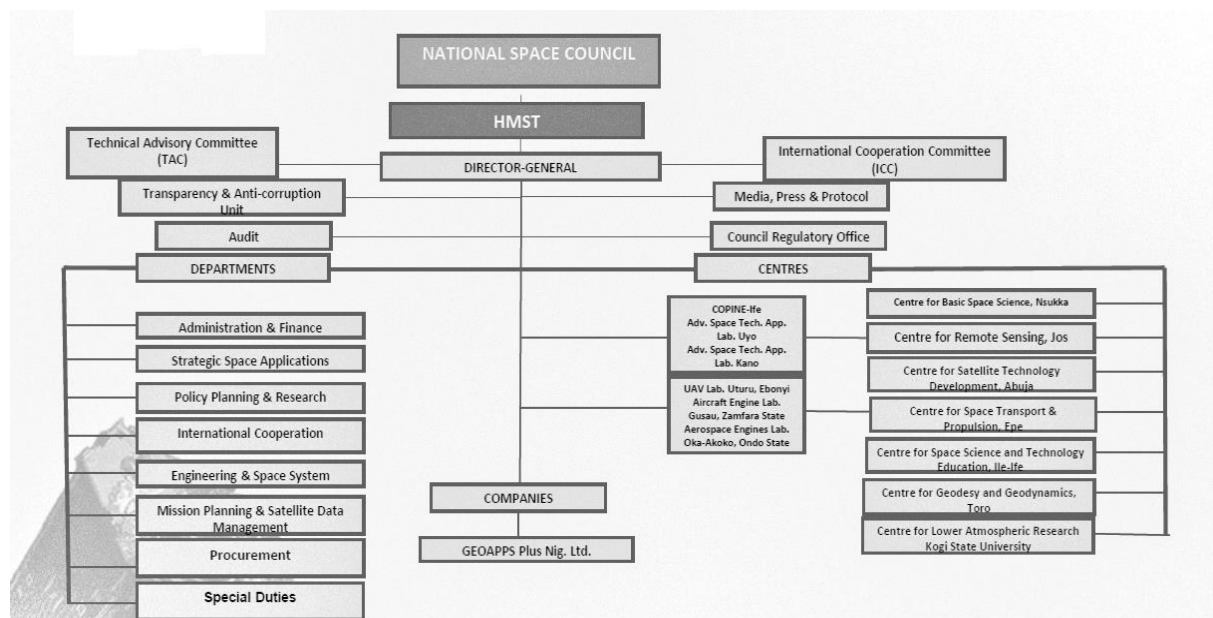 NATIONAL SPACE COUNCIL
HMST
Technical Advisory Committee
(TAC)
DIRECTOR-GENERAL
International Cooperation Committee
(ICC)
Transparency & Anti-corruption
Unit
Media, Press & Protocol
Audit
Council Regulatory Office
DEPARTMENTS
Administration & Finance
Strategic Space Applications
Policy Planning & Research
International Cooperation
Engineering & Space System
Mission Planning & Satellite Data
Management
Procurement
Special Duties
COMPANIES
GEOAPPS Plus Nig. Ltd.
CENTRES
COPINE-Ife
Adv. Space Tech. App.
Lab. Uyo
Adv. Space Tech. App.
Lab. Kano
UAV Lab. Uturu, Ebonyi
Aircraft Engine Lab.
Gusau, Zamfara State
Aerospace Engines Lab.
Oka-Akoko, Ondo State
Centre for Basic Space Science, Nsukka
Centre for Remote Sensing, Jos
Centre for Satellite Technology
Development, Abuja
Centre for Space Transport &
Propulsion, Epe
Centre for Space Science and Technology
Education, Ile-Ife
Centre for Geodesy and Geodynamics,
Toro
Centre for Lower Atmospheric Research
Kogi State University